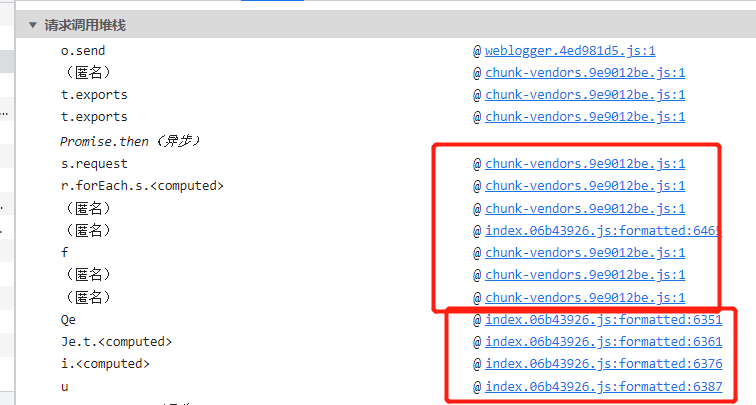 请求调用堆栈
o.send @ weblogger.4ed981d5.js:1
（匿名） @ chunk-vendors.9e9012be.js:1
t.exports @ chunk-vendors.9e9012be.js:1
t.exports @ chunk-vendors.9e9012be.js:1
Promise.then（异步）
s.request @ chunk-vendors.9e9012be.js:1
r.forEach.s.<computed> @ chunk-vendors.9e9012be.js:1
（匿名） @ chunk-vendors.9e9012be.js:1
（匿名） @ index.06b43926.js:formatted:6465
f @ chunk-vendors.9e9012be.js:1
（匿名） @ chunk-vendors.9e9012be.js:1
（匿名） @ chunk-vendors.9e9012be.js:1
Qe @ index.06b43926.js:formatted:6351
Je.t.<computed> @ index.06b43926.js:formatted:6361
i.<computed> @ index.06b43926.js:formatted:6376
u @ index.06b43926.js:formatted:6387